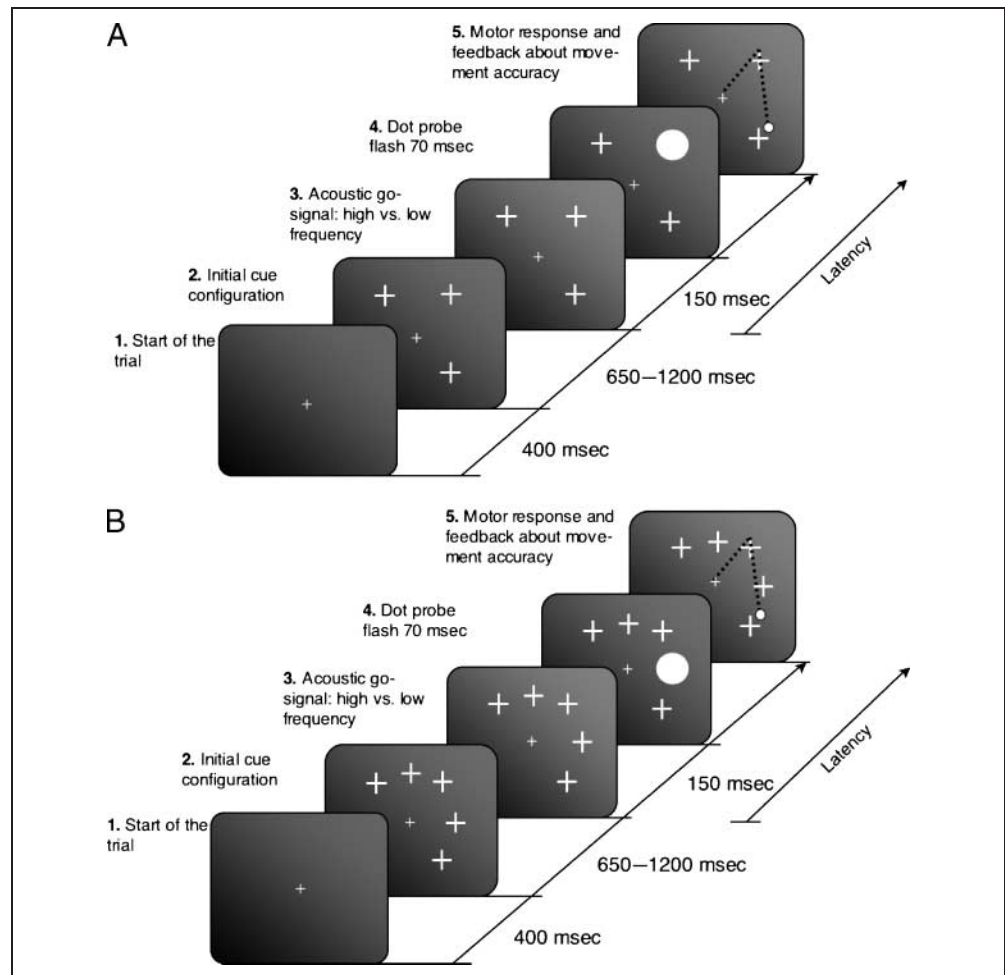 A
5. Motor response and
feedback about move-
ment accuracy
4. Dot probe
flash 70 msec
3. Acoustic go-
signal: high vs. low
frequency
2. Initial cue
configuration
1. Start of the
trial
Latency
150 msec
650–1200 msec
400 msec
B
5. Motor response and
feedback about move-
ment accuracy
4. Dot probe
flash 70 msec
3. Acoustic go-
signal: high vs. low
frequency
2. Initial cue
configuration
1. Start of the
trial
Latency
150 msec
650–1200 msec
400 msec